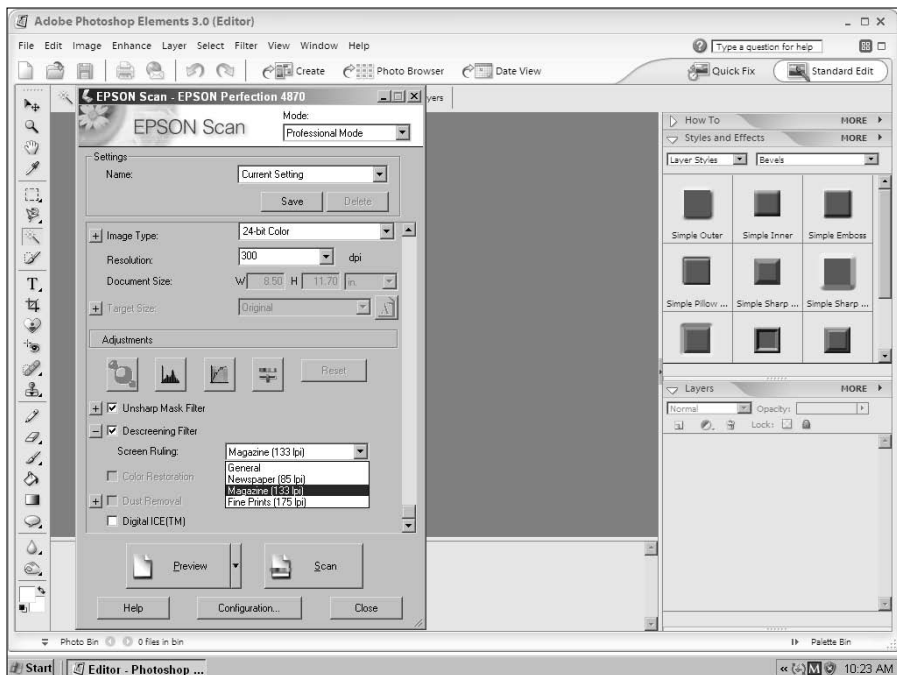 Adobe Photoshop Elements 3.0 (Editor)
File Edit Image Enhance Layer Select Filter View Window Help
Type a question for help
Create Photo Browser Date View
Quick Fix Standard Edit
EPSON Scan - EPSON Perfection 4870
yers
EPSON Scan
Mode:
Professional Mode
Settings
Name: Current Setting
Save Delete
Image Type: 24-bit Color
Resolution: 300 dpi
Document Size: W 8.50 H 11.70 in.
Target Size: Original
Adjustments
Reset
Unsharp Mask Filter
Descreening Filter
Screen Ruling: Magazine (133 lpi)
General
Newspaper (85 lpi)
Magazine (133 lpi)
Fine Prints (175 lpi)
Color Restoration
Dust Removal
Digital ICE(TM)
Preview Scan
Help Configuration... Close
How To MORE
Styles and Effects MORE
Layer Styles Bevels
Simple Outer Simple Inner Simple Emboss
Simple Pillow ... Simple Sharp ... Simple Sharp ...
Layers MORE
Normal Opacity:
Lock:
Photo Bin 0 files in bin Palette Bin
Start Editor - Photoshop ... « M 10:23 AM